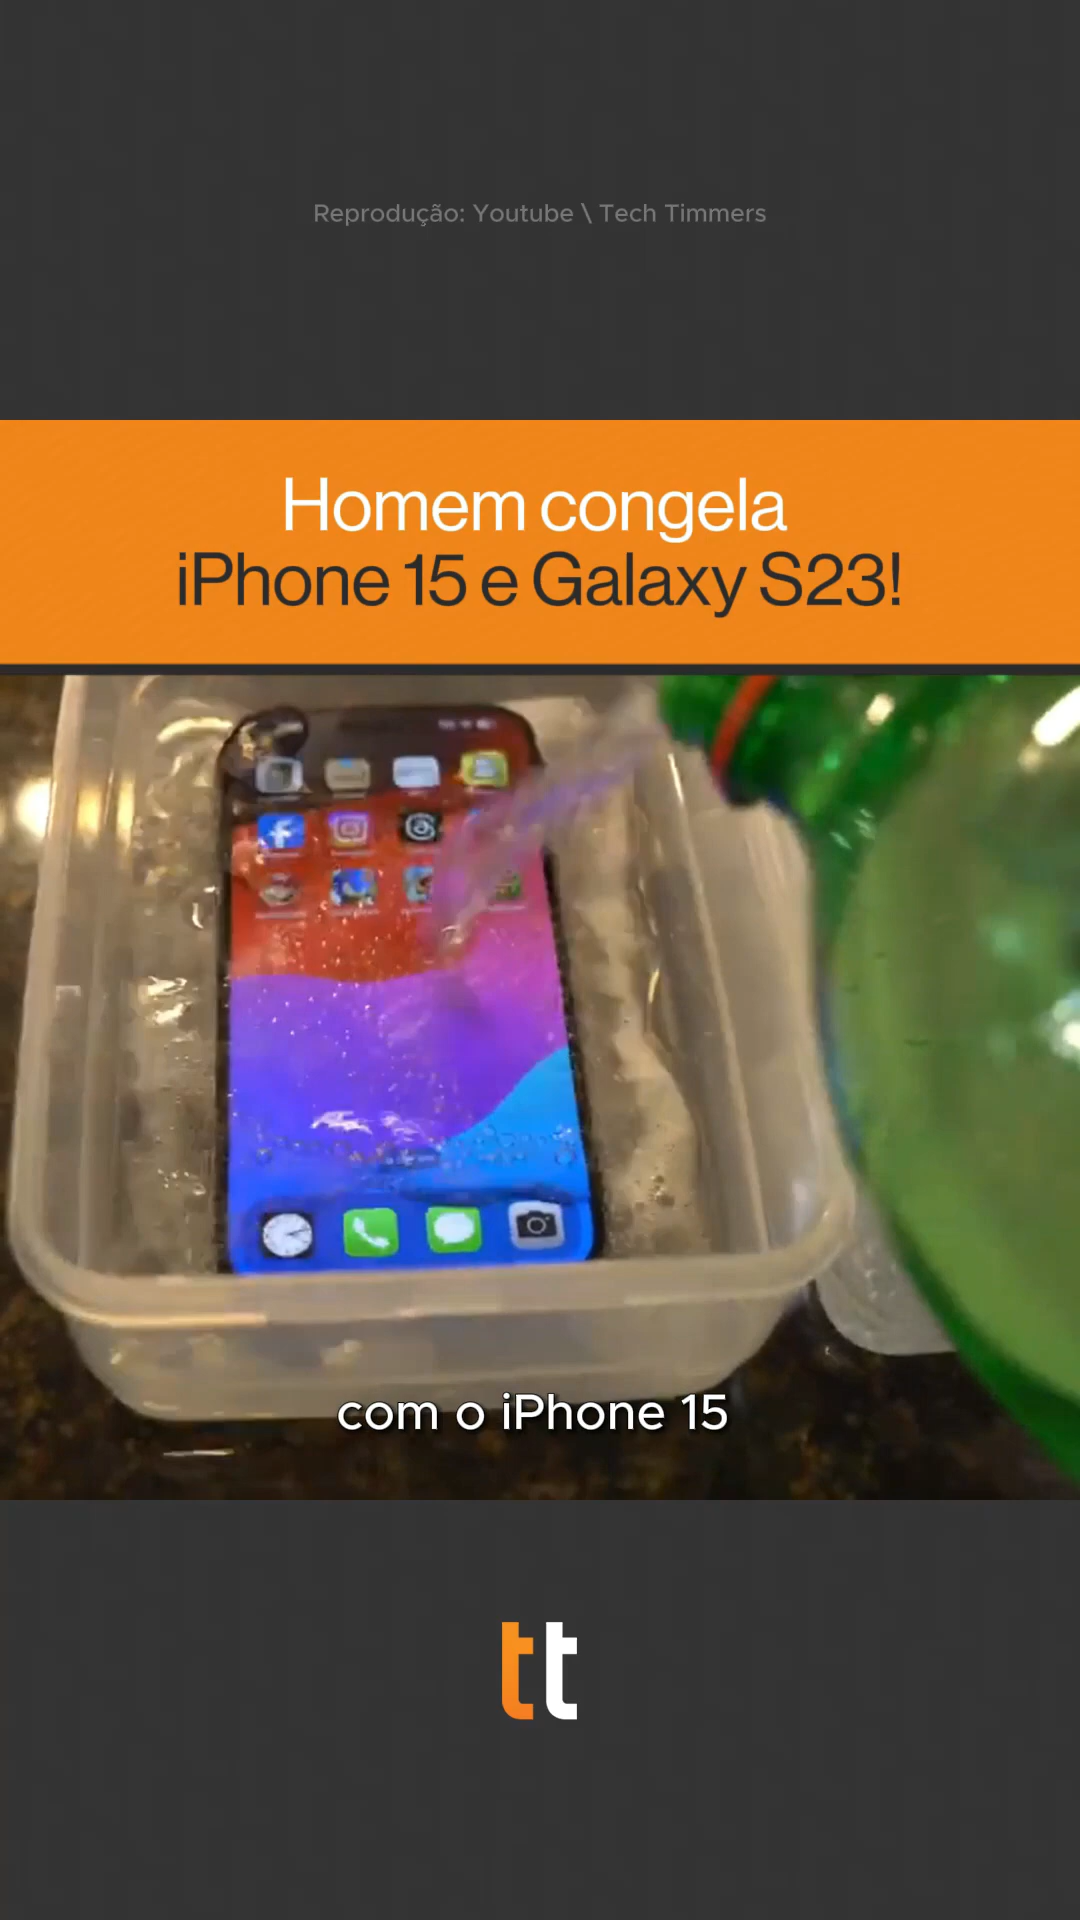 Reprodução: Youtube \ Tech Timmers
Homem congela
iPhone 15 e Galaxy S23!
com o iPhone 15
tt